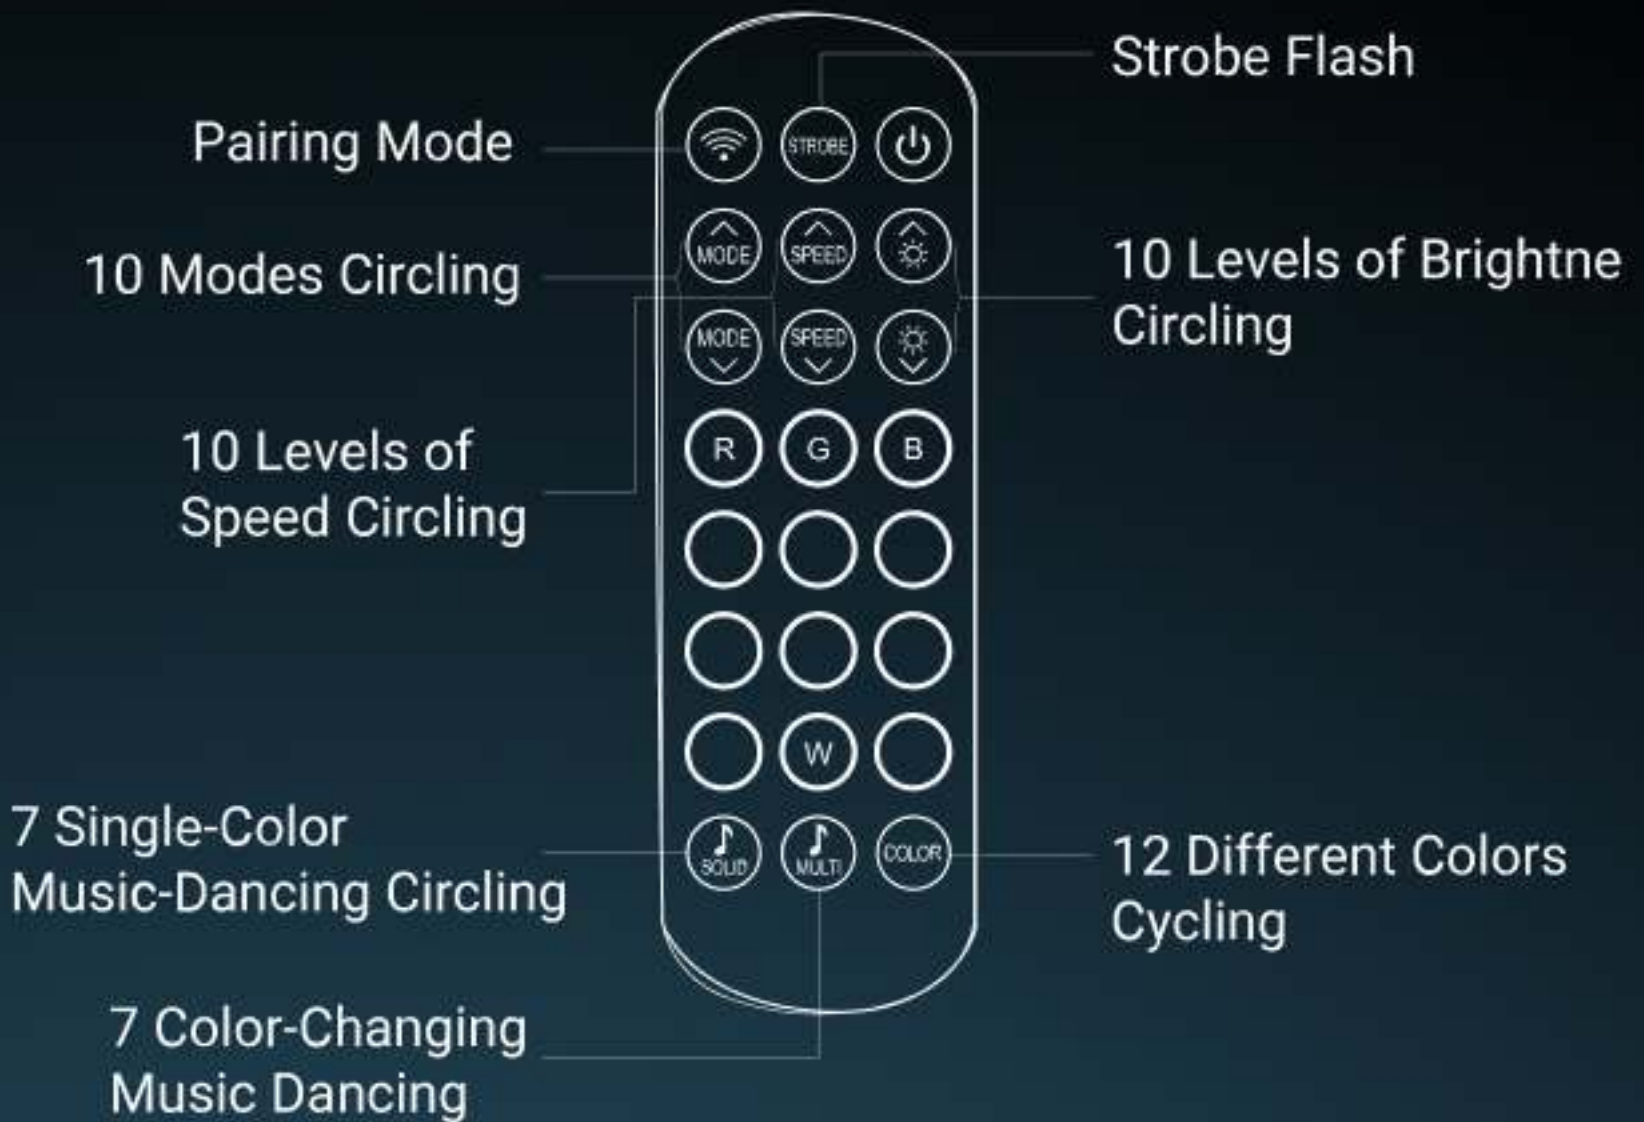 Strobe Flash
Pairing Mode
STROBE
10 Modes Circling
MODE
SPEED
10 Levels of Brightne
Circling
MODE
SPEED
10 Levels of
Speed Circling
R
G
B
W
7 Single-Color
Music-Dancing Circling
SOLID
MULTI
COLOR
12 Different Colors
Cycling
7 Color-Changing
Music Dancing